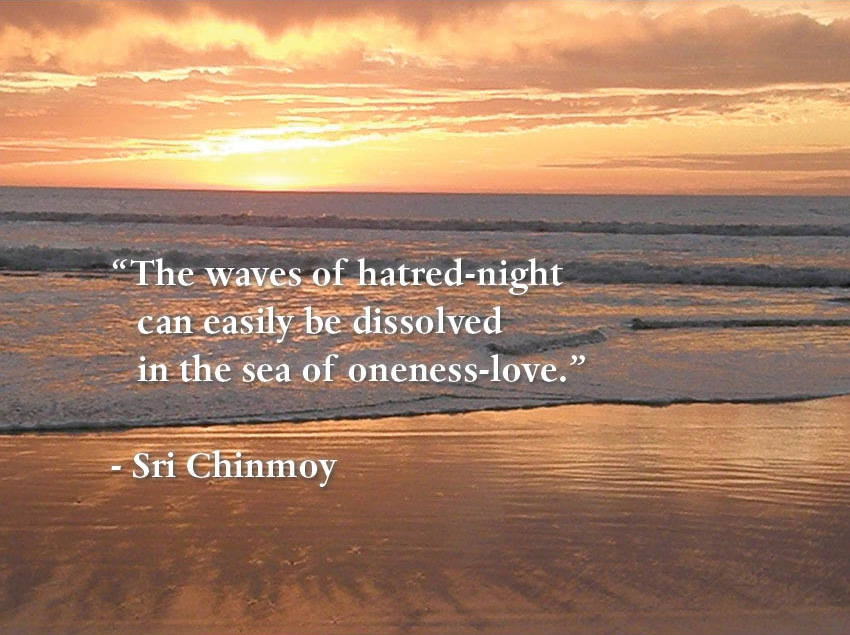 “The waves of hatred-night
can easily be dissolved
in the sea of oneness-love.”
- Sri Chinmoy